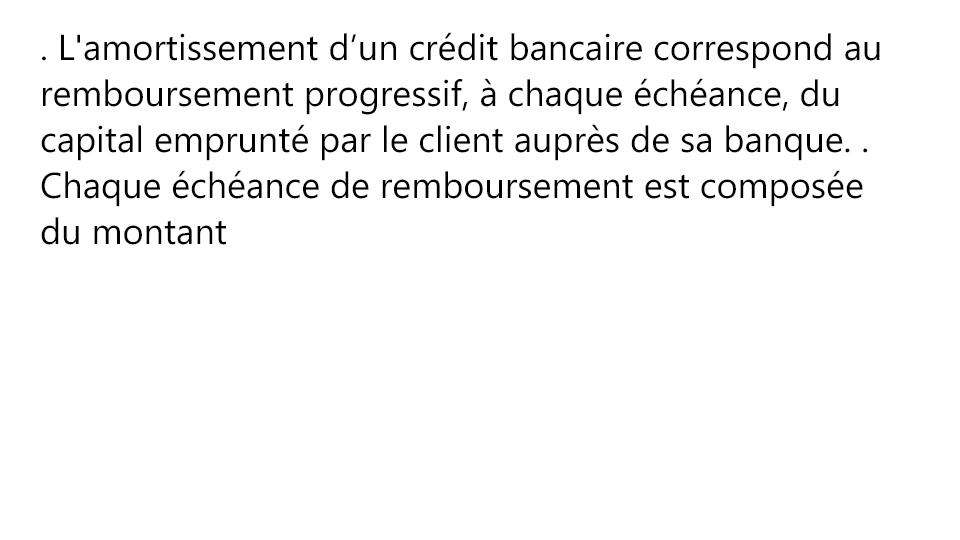 . L'amortissement d’un crédit bancaire correspond au
remboursement progressif, à chaque échéance, du
capital emprunté par le client auprès de sa banque. .
Chaque échéance de remboursement est composée
du montant